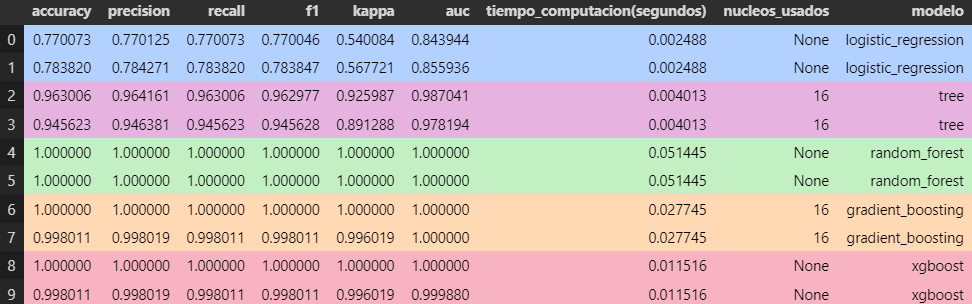 accuracy precision recall f1 kappa auc tiempo_computacion(segundos) nucleos_usados modelo
0 0.770073 0.770125 0.770073 0.770046 0.540084 0.843944 0.002488 None logistic_regression
1 0.783820 0.784271 0.783820 0.783847 0.567721 0.855936 0.002488 None logistic_regression
2 0.963006 0.964161 0.963006 0.962977 0.925987 0.987041 0.004013 16 tree
3 0.945623 0.946381 0.945623 0.945628 0.891288 0.978194 0.004013 16 tree
4 1.000000 1.000000 1.000000 1.000000 1.000000 1.000000 0.051445 None random_forest
5 1.000000 1.000000 1.000000 1.000000 1.000000 1.000000 0.051445 None random_forest
6 1.000000 1.000000 1.000000 1.000000 1.000000 1.000000 0.027745 16 gradient_boosting
7 0.998011 0.998019 0.998011 0.998011 0.996019 1.000000 0.027745 16 gradient_boosting
8 1.000000 1.000000 1.000000 1.000000 1.000000 1.000000 0.011516 None xgboost
9 0.998011 0.998019 0.998011 0.998011 0.996019 0.999880 0.011516 None xgboost